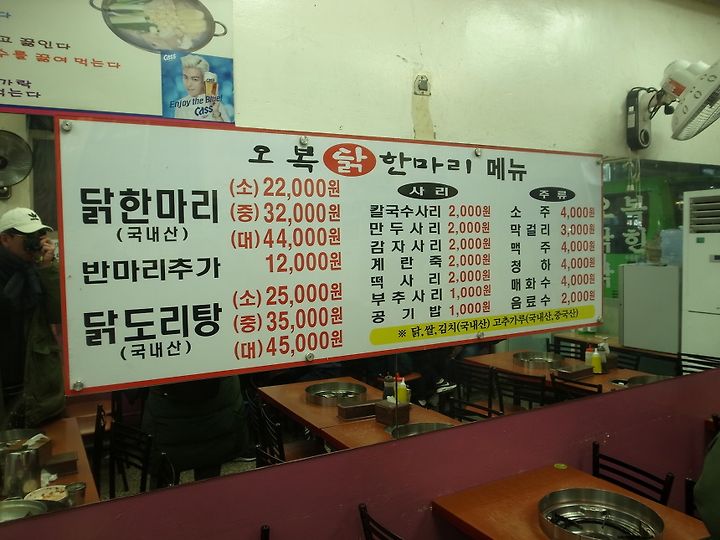 고 끓인다
수를 끓여 먹는다
가락
는다
cass
Enjoy the
Cass
오복 닭 한마리 메뉴
닭한마리
(국내산)
(소) 22,000원
(중) 32,000원
(대) 44,000원
반마리추가 12,000원
닭도리탕
(국내산)
(소) 25,000원
(중) 35,000원
(대) 45,000원
사리
칼국수사리 2,000원
만두사리 2,000원
감자사리 2,000원
계란죽 2,000원
떡사리 2,000원
부추사리 1,000원
공기밥 1,000원
주류
소주 4,000원
막걸리 3,000원
맥주 4,000원
청하 4,000원
매화수 4,000원
음료수 2,000원
※ 닭,쌀,김치(국내산) 고추가루(국내산,중국산)